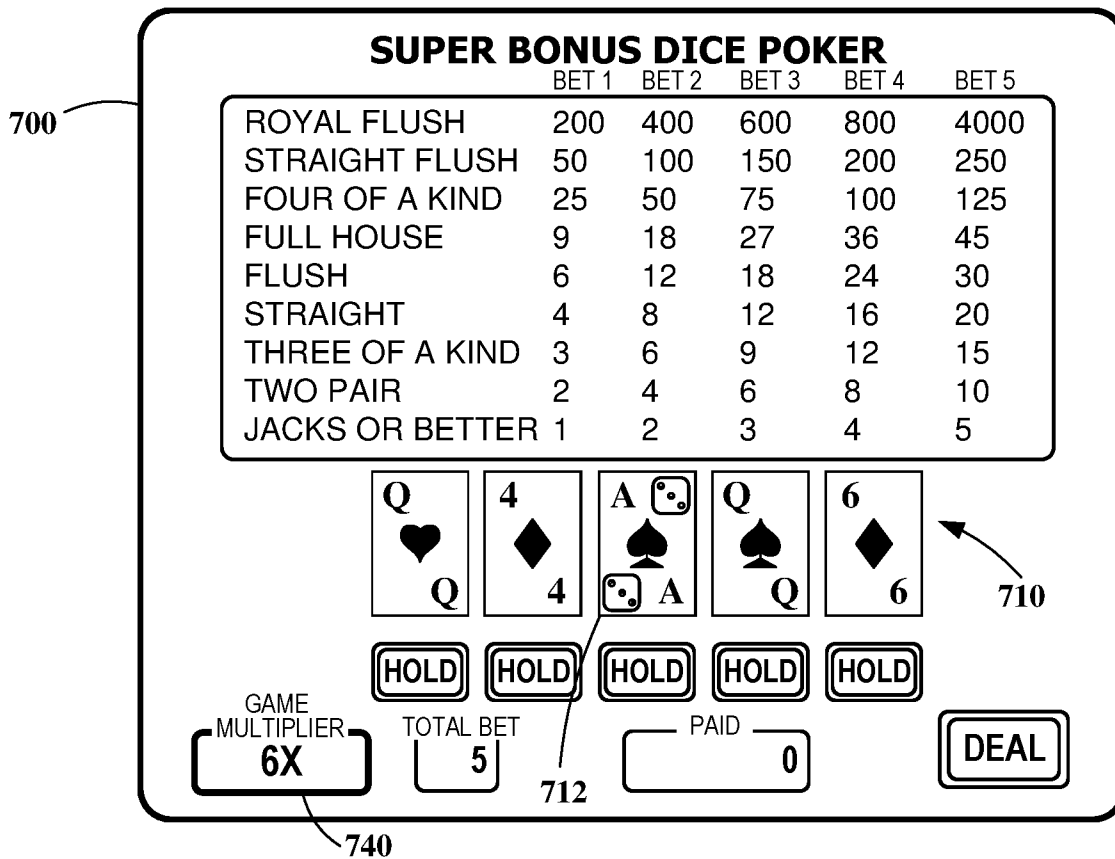 SUPER BONUS DICE POKER
BET 1 BET 2 BET 3 BET 4 BET 5
700
ROYAL FLUSH 200 400 600 800 4000
STRAIGHT FLUSH 50 100 150 200 250
FOUR OF A KIND 25 50 75 100 125
FULL HOUSE 9 18 27 36 45
FLUSH 6 12 18 24 30
STRAIGHT 4 8 12 16 20
THREE OF A KIND 3 6 9 12 15
TWO PAIR 2 4 6 8 10
JACKS OR BETTER 1 2 3 4 5
Q 4 A Q 6
Q 4 A Q 6
710
HOLD HOLD HOLD HOLD HOLD
GAME
MULTIPLIER TOTAL BET PAID
6X 5 0 DEAL
712
740